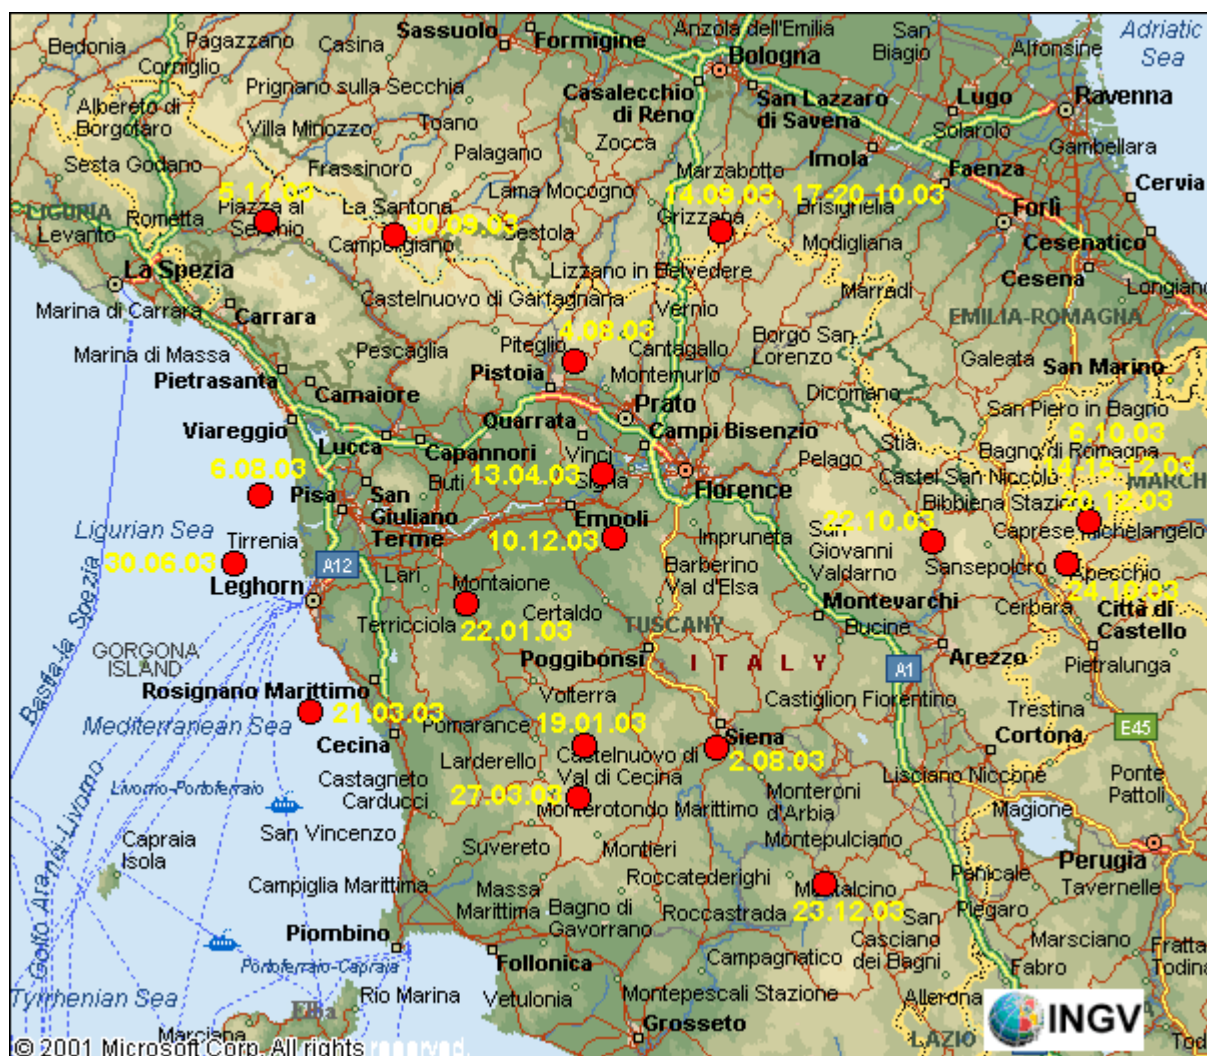 Adriatic
Sea
Bedonia
Pagazzano
Casina
Sassuolo
Formigine
Anzola dell'Emilia
Bologna
San
Biagio
Alfonsine
Corniglio
Prignano sulla Secchia
Casalecchio
di Reno
San Lazzaro
di Savena
Lugo
Ravenna
Albereto di
Borgotaro
Villa Minozzo
Toano
Zocca
Solarolo
Gambellara
Sesta Godano
Frassinoro
Palagano
Marzabotto
Imola
Faenza
Cervia
5.11.03
La Santona
Lama Mocogno
14.09.03, 17-20.10.03
Brisighella
LIGURIA
Levanto
Rometta
Piazza al
Serchio
30.09.03
Camporgiano
Sestola
Grizzana
Modigliana
Forlì
Cesenatico
La Spezia
Lizzano in Belvedere
Marradi
Cesena
Longiano
Marina di Carrara
Carrara
Castelnuovo di Garfagnana
Vernio
EMILIA-ROMAGNA
4.08.03
Marina di Massa
Pescaglia
Piteglio
Cantagallo
Borgo San
Lorenzo
Galeata
San Marino
Pietrasanta
Camaiore
Pistoia
Montemurlo
Dicomano
Viareggio
Quarrata
Prato
San Piero in Bagno
Lucca
Capannori
Campi Bisenzio
Stia
6.10.03
Bagno di Romagna
6.08.03
Pisa
San
Giuliano
Terme
Buti
13.04.03
Vinci
Signa
Florence
Pelago
Castel San Niccolò
14-15.12.03
MARCH
Ligurian Sea
Empoli
Bibbiena Stazione
20.12.03
Tirrenia
10.12.03
Impruneta
San
Giovanni
Valdarno
22.10.03
Caprese Michelangelo
30.06.03
Leghorn
A12
Lari
Montaione
Barberino
Val d'Elsa
Sansepolcro
Apecchio
24.10.03
Bastia-la Spezia
Terricciola
22.01.03
Certaldo
TUSCANY
Montevarchi
Bucine
Cerbara
Città di
Castello
GORGONA
ISLAND
Poggibonsi
ITALY
A1
Arezzo
Pietralunga
Rosignano Marittimo
21.03.03
Volterra
Castiglion Fiorentino
Trestina
Mediterranean Sea
Cecina
Pomarance
19.01.03
Siena
2.08.03
Cortona
E45
Larderello
Castelnuovo di
Val di Cecina
Lisciano Niccone
Ponte
Pattoli
Livorno-Portoferraio
Castagneto
Carducci
27-03.03
Monterotondo Marittimo
Monteroni
d'Arbia
Magione
Capraia
Isola
San Vincenzo
Suvereto
Montieri
Montepulciano
Perugia
Golfo Aranci-Livorno
Campiglia Marittima
Massa
Marittima
Roccatederighi
Montalcino
Panicale
Tavernelle
Bagno di
Gavorrano
Roccastrada
23.12.03
San
Casciano
dei Bagni
Piegaro
Piombino
Marsciano
Portoferraio-Capraia
Follonica
Campagnatico
Fabro
Fratta
Todina
Tyrrhenian Sea
Elba
Rio Marina
Vetulonia
Montepescali Stazione
Allerona
Marciana
Grosseto
LAZIO
INGV
Tod
© 2001 Microsoft Corp. All rights reserved.